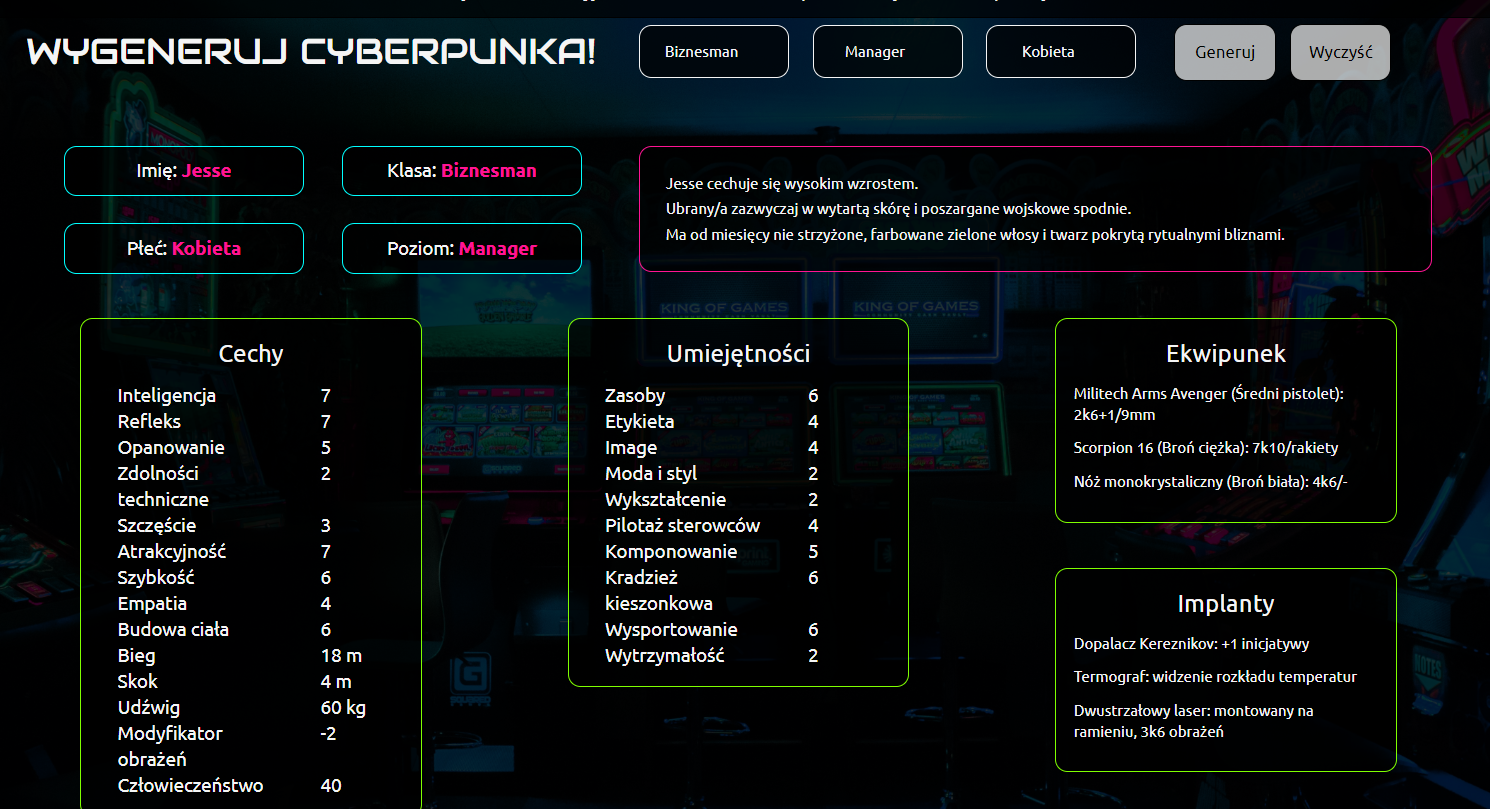 WYGENERUJ CYBERPUNKA!
Biznesman
Manager
Kobieta
Generuj
Wyczyść
Imię: Jesse
Klasa: Biznesman
Płeć: Kobieta
Poziom: Manager
Jesse cechuje się wysokim wzrostem.
Ubrany/a zazwyczaj w wytartą skórę i poszargane wojskowe spodnie.
Ma od miesięcy nie strzyżone, farbowane zielone włosy i twarz pokrytą rytualnymi bliznami.
KING OF GAMES
KING OF GAMES
Cechy
Inteligencja 7
Refleks 7
Opanowanie 5
Zdolności 2
techniczne
Szczęście 3
Atrakcyjność 7
Szybkość 6
Empatia 4
Budowa ciała 6
Bieg 18 m
Skok 4 m
Udźwig 60 kg
Modyfikator -2
obrażeń
Człowieczeństwo 40
Umiejętności
Zasoby 6
Etykieta 4
Image 4
Moda i styl 2
Wykształcenie 2
Pilotaż sterowców 4
Komponowanie 5
Kradzież 6
kieszonkowa
Wysportowanie 6
Wytrzymałość 2
Ekwipunek
Militech Arms Avenger (Średni pistolet):
2k6+1/9mm
Scorpion 16 (Broń ciężka): 7k10/rakiety
Nóż monokrystaliczny (Broń biała): 4k6/-
Implanty
Dopalacz Kereznikov: +1 inicjatywy
Termograf: widzenie rozkładu temperatur
Dwustrzałowy laser: montowany na
ramieniu, 3k6 obrażeń